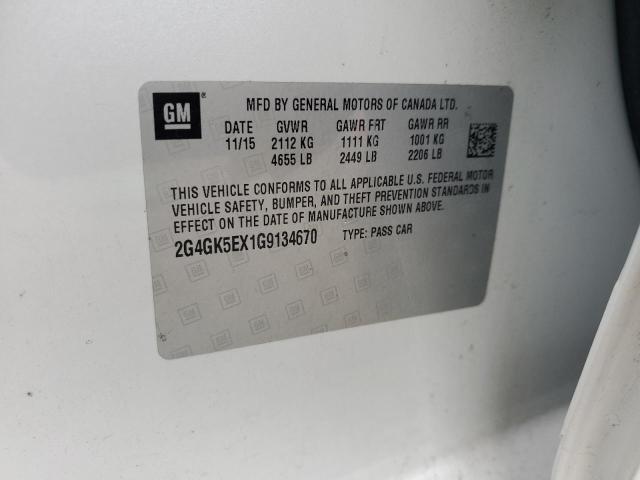 GM
®
MFD BY GENERAL MOTORS OF CANADA LTD.
DATE GVWR GAWR FRT GAWR RR
11/15 2112 KG 1111 KG 1001 KG
4655 LB 2449 LB 2206 LB
THIS VEHICLE CONFORMS TO ALL APPLICABLE U.S. FEDERAL MOTOR
VEHICLE SAFETY, BUMPER, AND THEFT PREVENTION STANDARDS IN
EFFECT ON THE DATE OF MANUFACTURE SHOWN ABOVE.
2G4GK5EX1G9134670 TYPE: PASS CAR